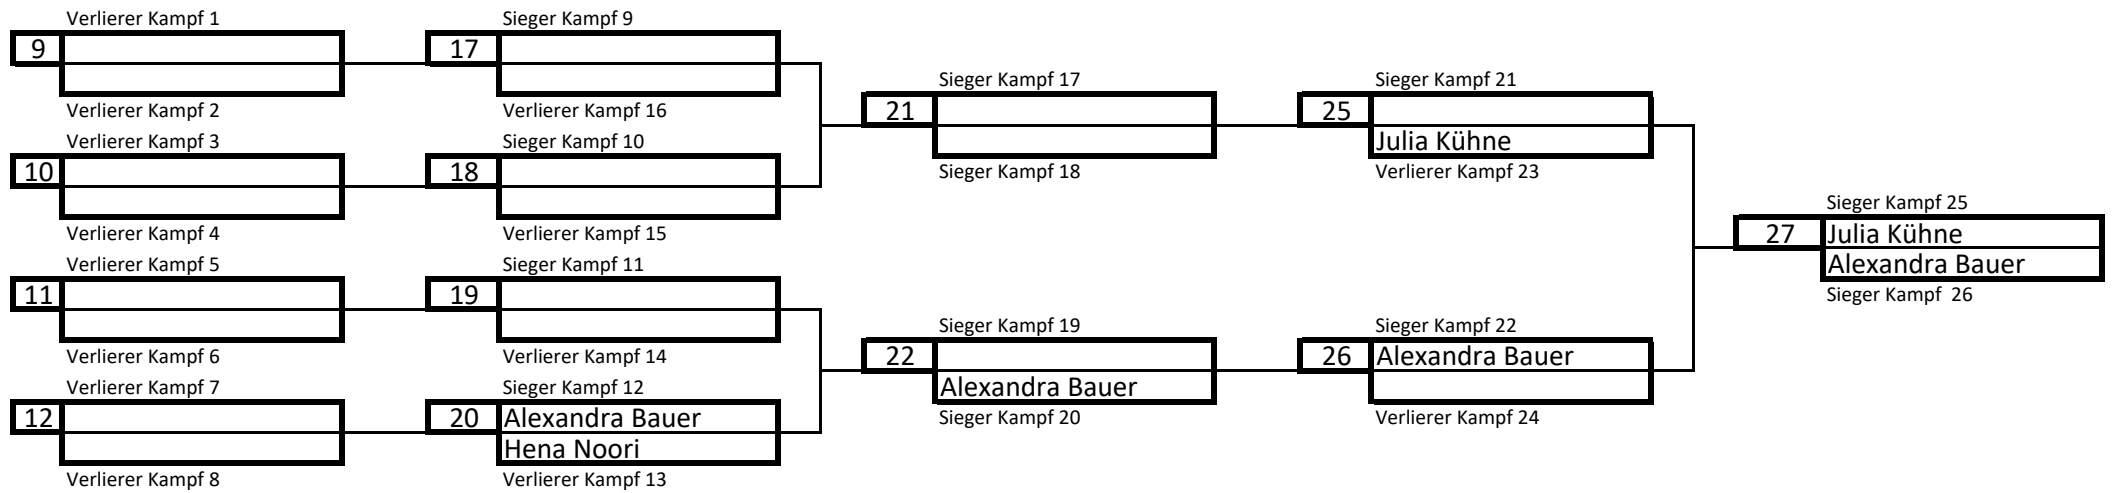 Verlierer Kampf 1
9
Verlierer Kampf 2
Verlierer Kampf 3
10
Verlierer Kampf 4
Verlierer Kampf 5
11
Verlierer Kampf 6
Verlierer Kampf 7
12
Verlierer Kampf 8
Sieger Kampf 9
17
Verlierer Kampf 16
Sieger Kampf 10
18
Verlierer Kampf 15
Sieger Kampf 11
19
Verlierer Kampf 14
Sieger Kampf 12
20 Alexandra Bauer
Hena Noori
Verlierer Kampf 13
Sieger Kampf 17
21
Sieger Kampf 18
Sieger Kampf 19
22
Alexandra Bauer
Sieger Kampf 20
Sieger Kampf 21
25
Julia Kühne
Verlierer Kampf 23
Sieger Kampf 22
26 Alexandra Bauer
Verlierer Kampf 24
Sieger Kampf 25
27 Julia Kühne
Alexandra Bauer
Sieger Kampf 26